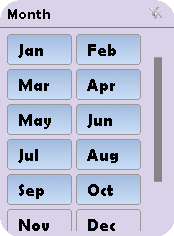 Month
Jan Feb
Mar Apr
May Jun
Jul Aug
Sep Oct
Nov Dec